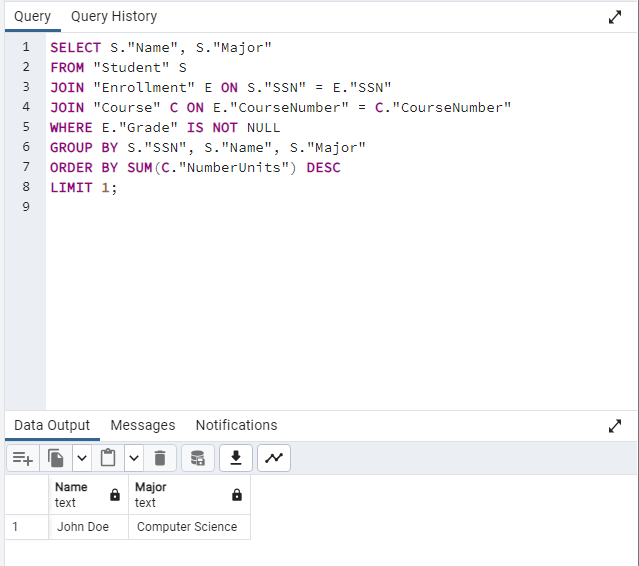 Query Query History
1 SELECT S."Name", S."Major"
2 FROM "Student" S
3 JOIN "Enrollment" E ON S."SSN" = E."SSN"
4 JOIN "Course" C ON E."CourseNumber" = C."CourseNumber"
5 WHERE E."Grade" IS NOT NULL
6 GROUP BY S."SSN", S."Name", S."Major"
7 ORDER BY SUM(C."NumberUnits") DESC
8 LIMIT 1;
9
Data Output Messages Notifications
Name Major
text text
1 John Doe Computer Science